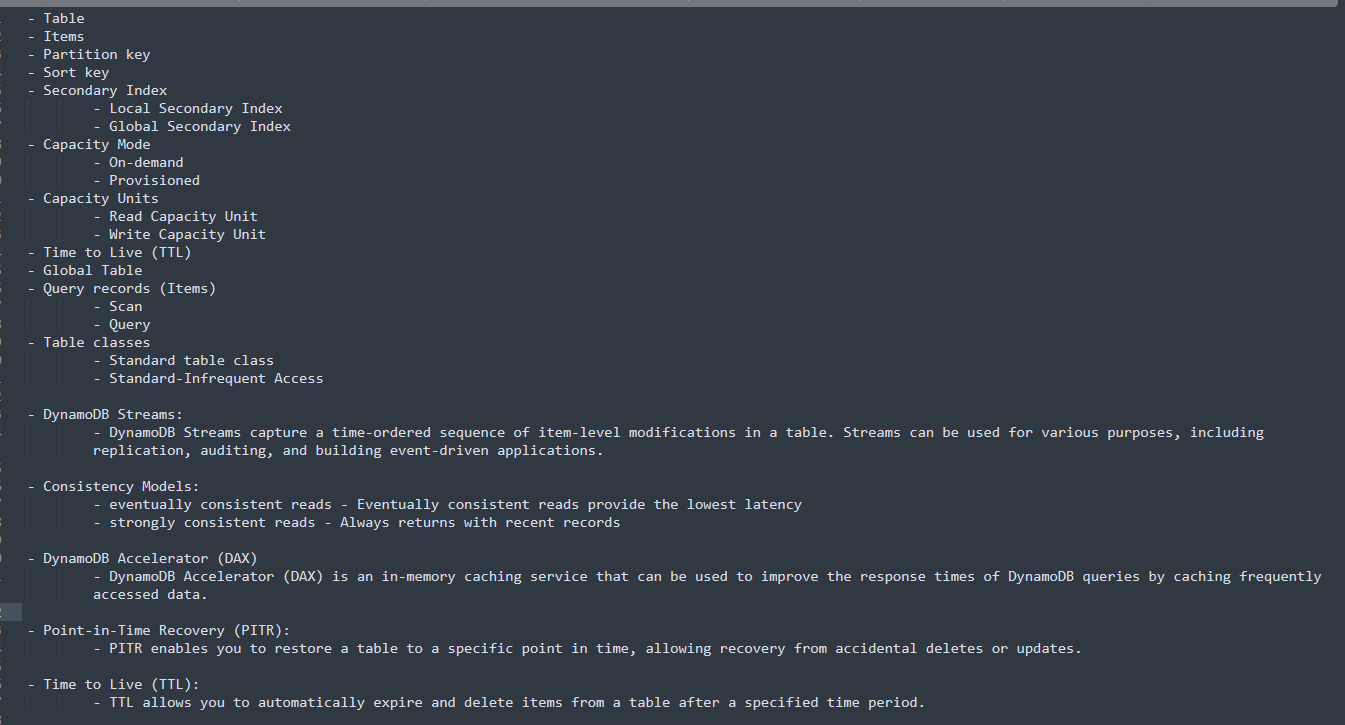 - Table
- Items
- Partition key
- Sort key
- Secondary Index
- Local Secondary Index
- Global Secondary Index
- Capacity Mode
- On-demand
- Provisioned
- Capacity Units
- Read Capacity Unit
- Write Capacity Unit
- Time to Live (TTL)
- Global Table
- Query records (Items)
- Scan
- Query
- Table classes
- Standard table class
- Standard-Infrequent Access
- DynamoDB Streams:
- DynamoDB Streams capture a time-ordered sequence of item-level modifications in a table. Streams can be used for various purposes, including
replication, auditing, and building event-driven applications.
- Consistency Models:
- eventually consistent reads - Eventually consistent reads provide the lowest latency
- strongly consistent reads - Always returns with recent records
- DynamoDB Accelerator (DAX)
- DynamoDB Accelerator (DAX) is an in-memory caching service that can be used to improve the response times of DynamoDB queries by caching frequently
accessed data.
- Point-in-Time Recovery (PITR):
- PITR enables you to restore a table to a specific point in time, allowing recovery from accidental deletes or updates.
- Time to Live (TTL):
- TTL allows you to automatically expire and delete items from a table after a specified time period.